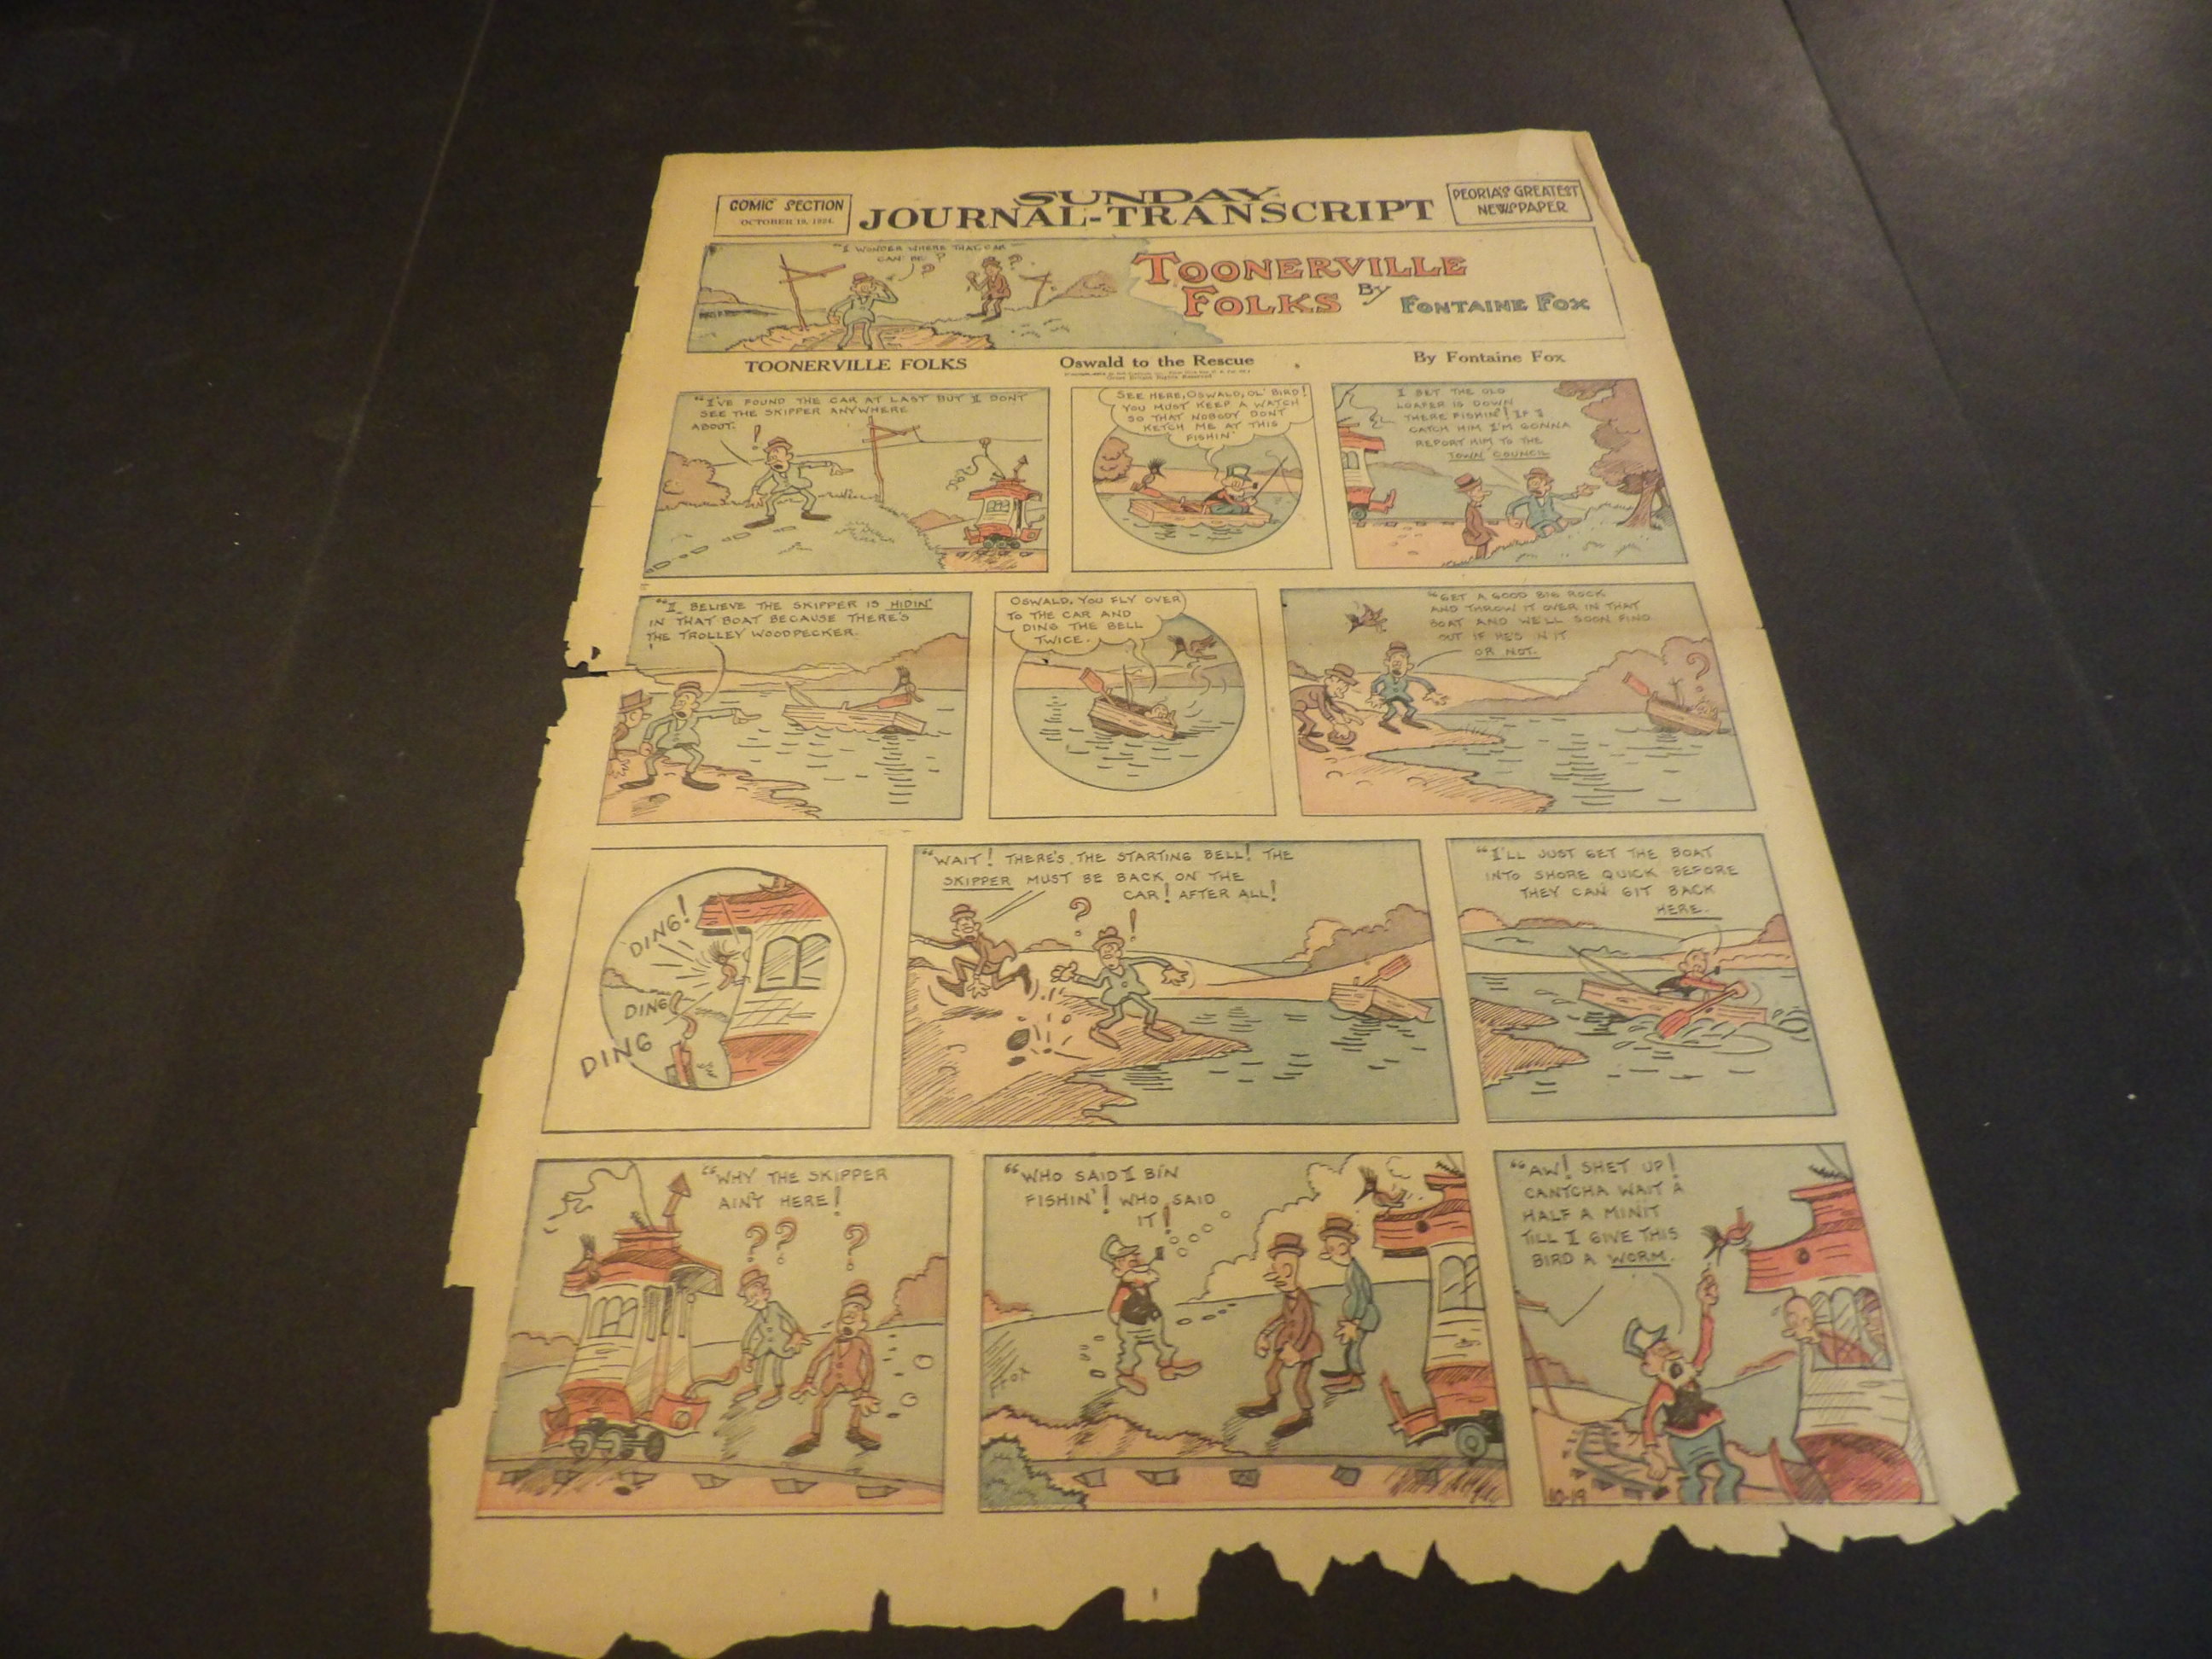 COMIC SECTION
OCTOBER 19, 1924.
SUNDAY
JOURNAL-TRANSCRIPT
PEORIA'S GREATEST
NEWSPAPER
"I WONDER WHERE THAT CAR
CAN BE?
TOONERVILLE
FOLKS BY FONTAINE FOX
TOONERVILLE FOLKS
Oswald to the Rescue
By Fontaine Fox
"I'VE FOUND THE CAR AT LAST BUT I DONT
SEE THE SKIPPER ANYWHERE
ABOUT.
!
SEE HERE, OSWALD, OL' BIRD!
YOU MUST KEEP A WATCH
SO THAT NOBODY DONT
KETCH ME AT THIS
FISHIN'
I BET THE OLD
LOAFER IS DOWN
THERE FISHIN'! IF I
CATCH HIM I'M GONNA
REPORT HIM TO THE
TOWN COUNCIL
"I BELIEVE THE SKIPPER IS HIDIN'
IN THAT BOAT BECAUSE THERE'S
THE TROLLEY WOODPECKER.
OSWALD, YOU FLY OVER
TO THE CAR AND
DING THE BELL
TWICE.
"GET A GOOD BIG ROCK
AND THROW IT OVER IN THAT
BOAT AND WE'LL SOON FIND
OUT IF HE'S IN IT
OR NOT.
?
DING!
DING
DING
"WAIT! THERE'S THE STARTING BELL! THE
SKIPPER MUST BE BACK ON THE
CAR! AFTER ALL!
? !
"I'LL JUST GET THE BOAT
INTO SHORE QUICK BEFORE
THEY CAN GIT BACK
HERE.
"WHY THE SKIPPER
AIN'T HERE!
?? ?
"WHO SAID I BIN
FISHIN'! WHO SAID
IT!
"AW! SHET UP!
CANTCHA WAIT A
HALF A MINIT
TILL I GIVE THIS
BIRD A WORM.
10-19